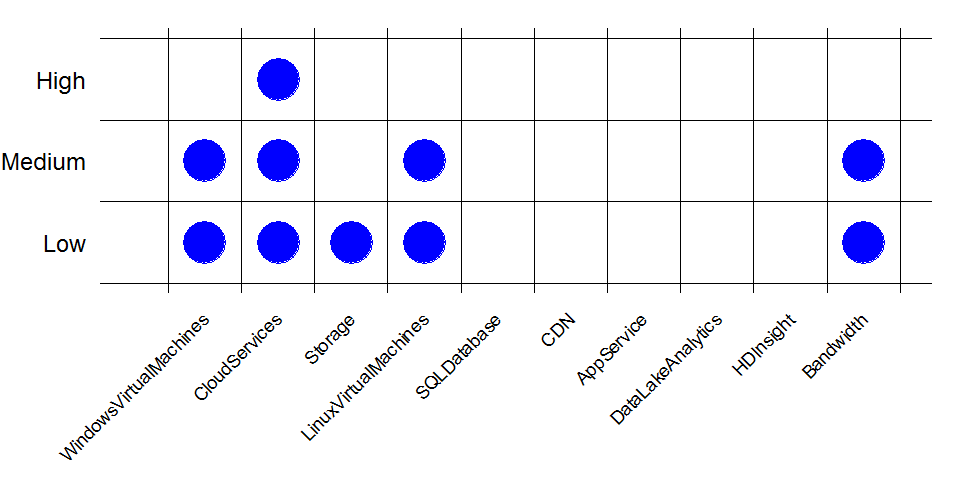 High
Medium
Low
WindowsVirtualMachines
CloudServices
Storage
LinuxVirtualMachines
SQLDatabase
CDN
AppService
DataLakeAnalytics
HDInsight
Bandwidth